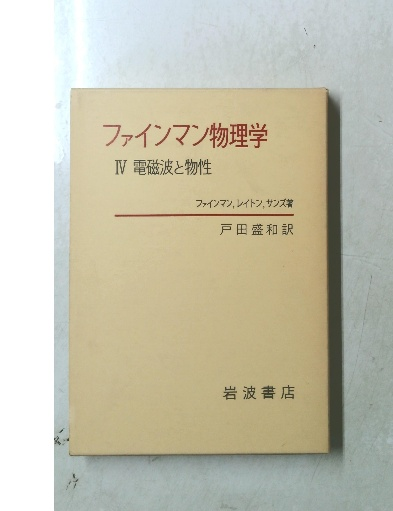 ファインマン物理学
Ⅳ 電磁波と物性
ファインマン, レイトン, サンズ著
戸田盛和訳
岩波書店